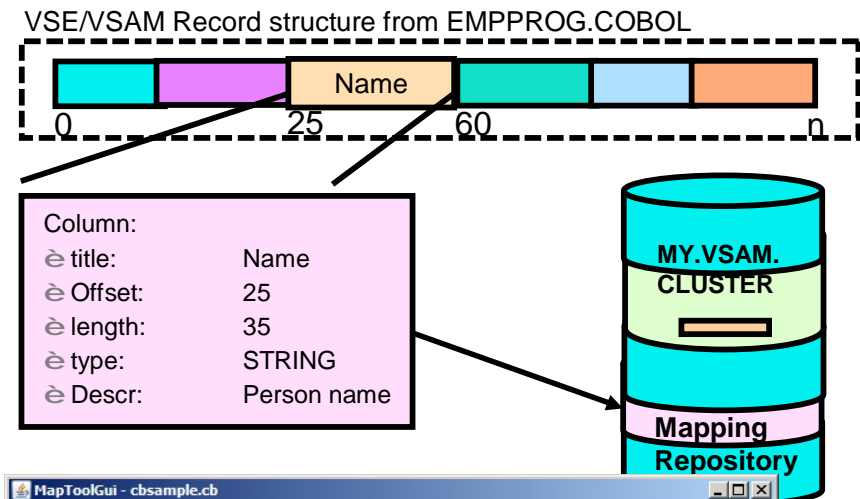 VSE/VSAM Record structure from EMPPROG.COBOL
Name
0 25 60 n
Column:
è title: Name
è Offset: 25
è length: 35
è type: STRING
è Descr: Person name
MY.VSAM.
CLUSTER
Mapping
Repository
MapToolGui - cbsample.cb